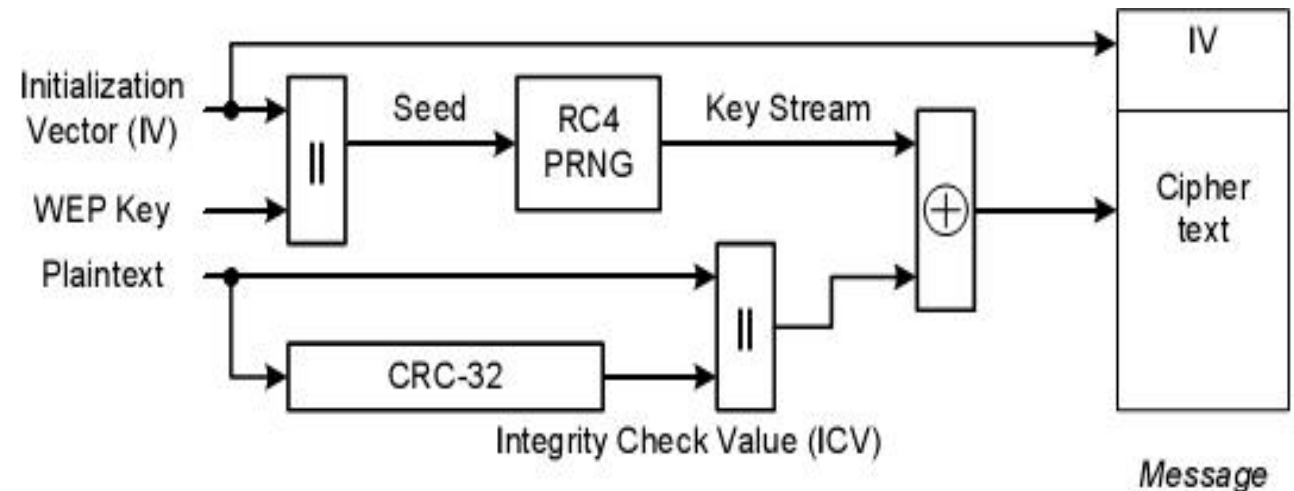 IV
Initialization
Vector (IV)
Seed
RC4
PRNG
Key Stream
||
WEP Key
Cipher
text
Plaintext
||
CRC-32
Integrity Check Value (ICV)
Message